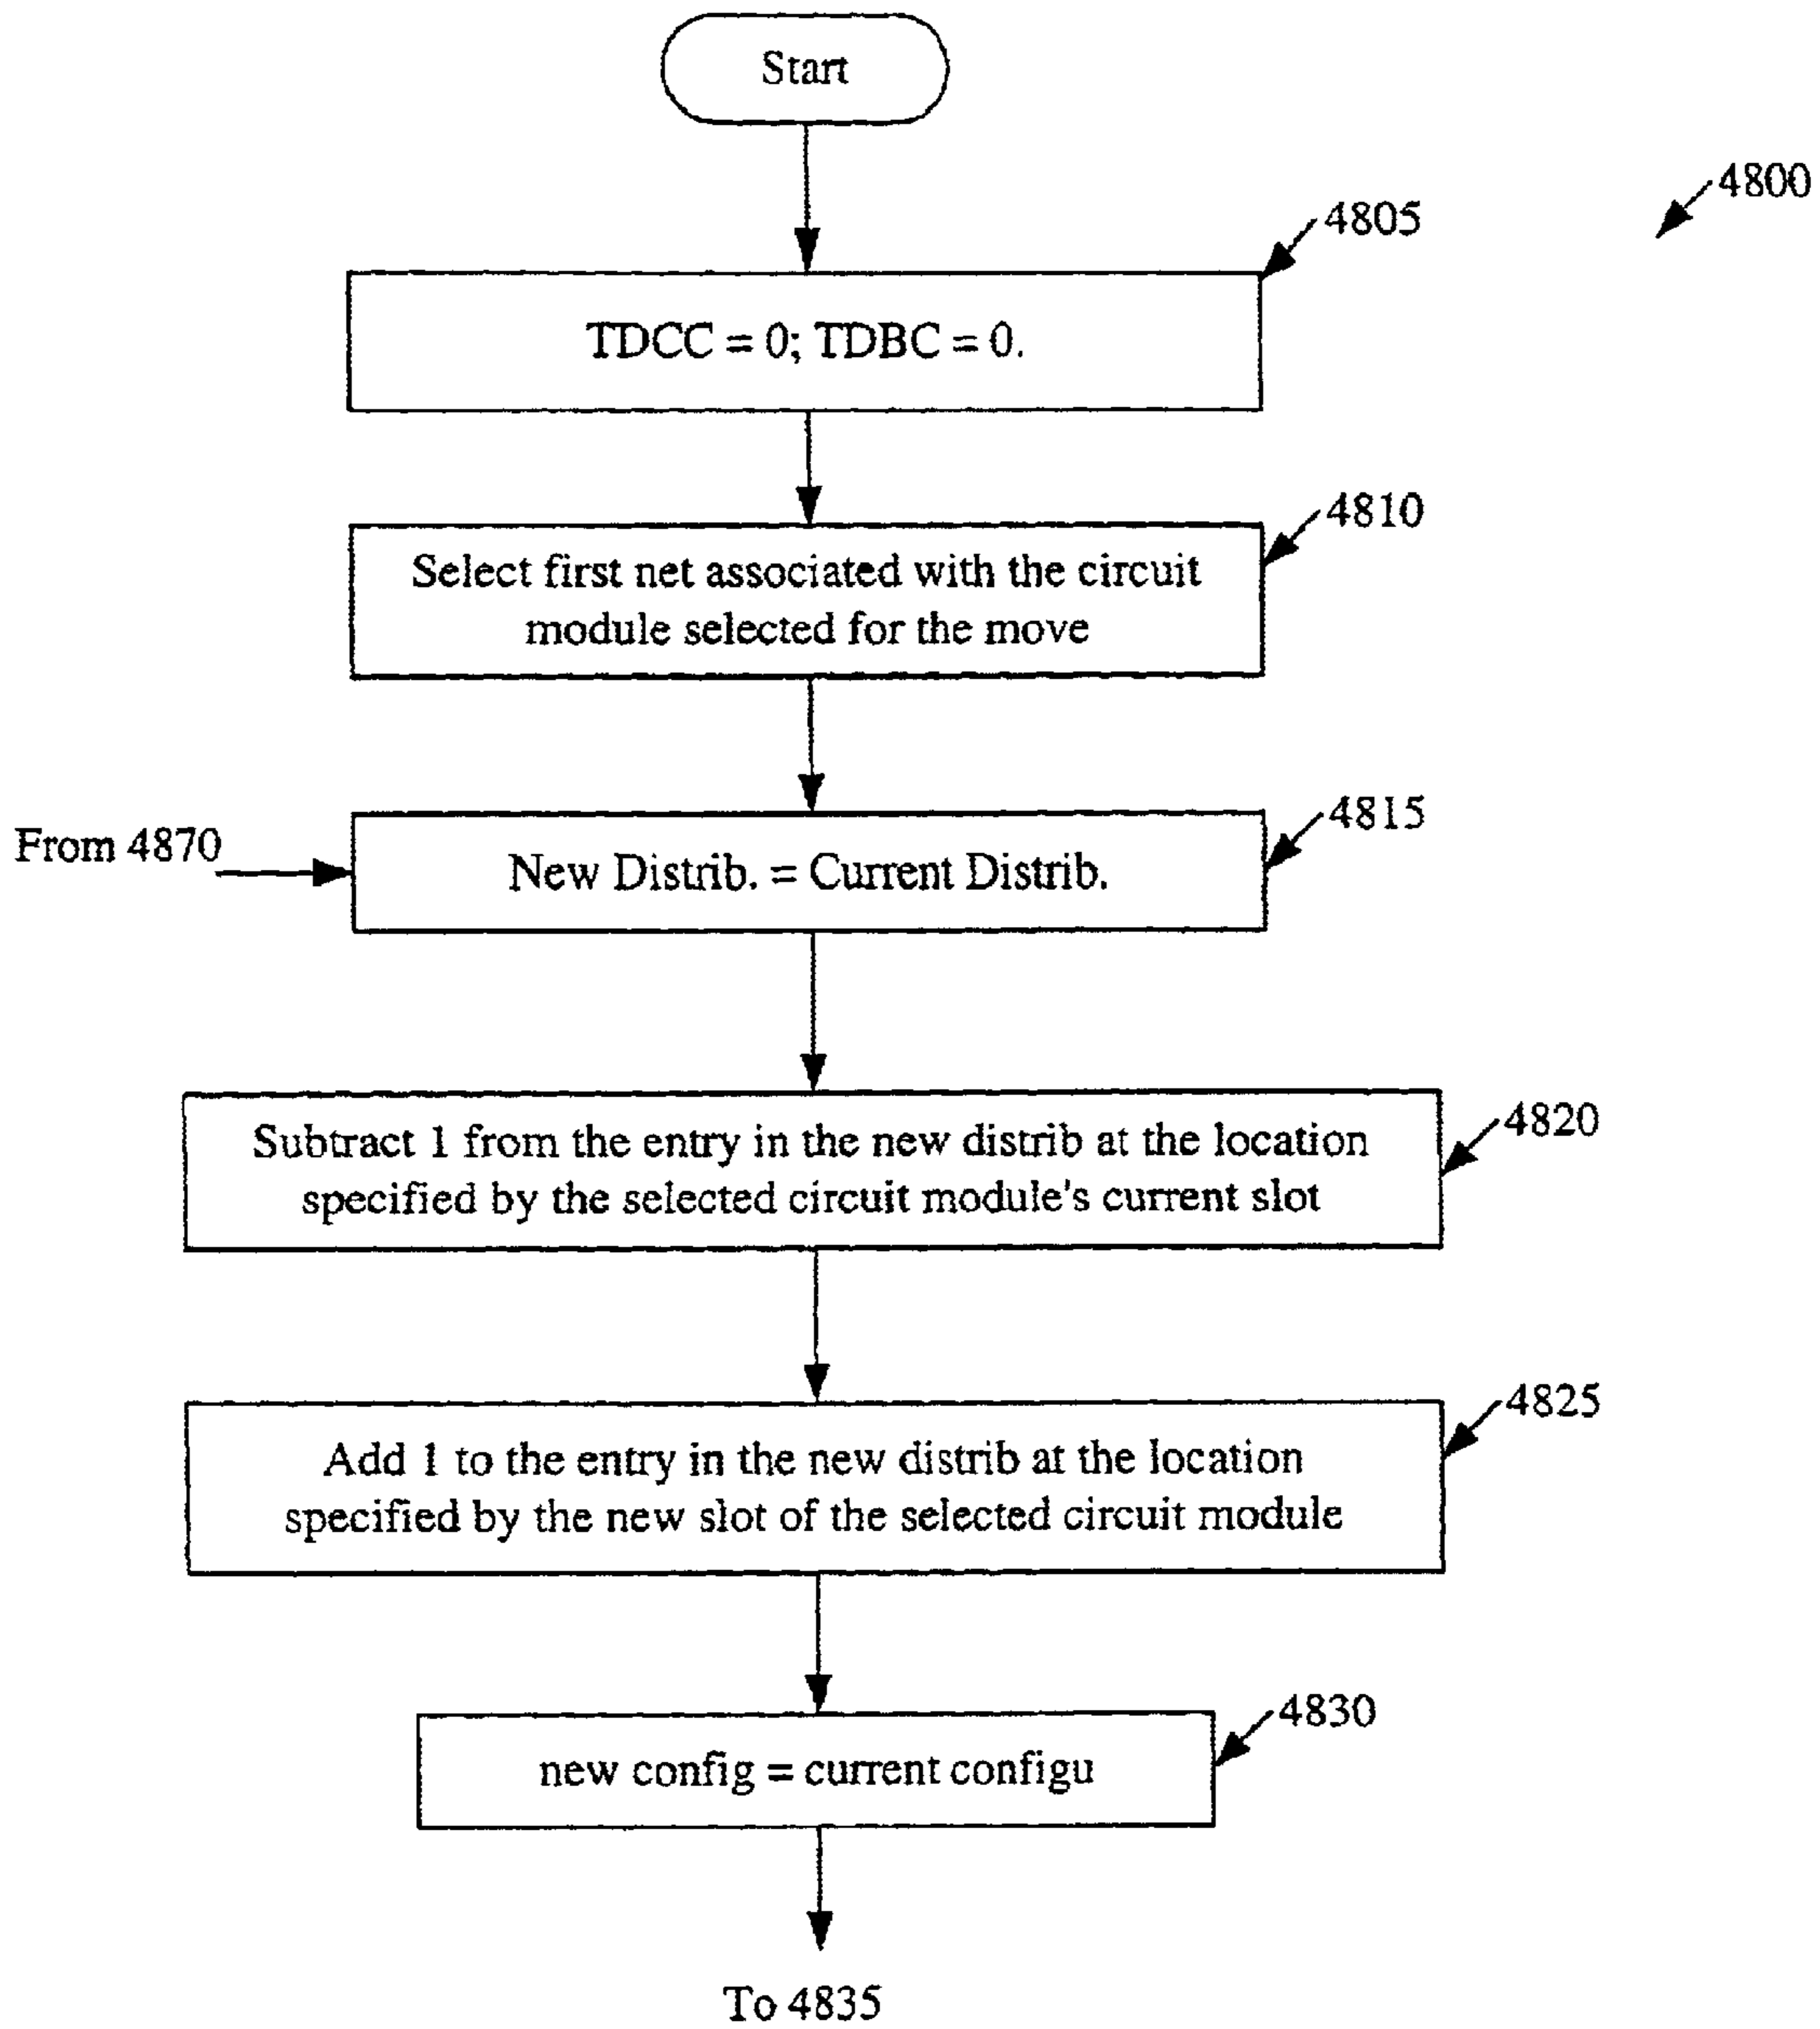 Start
4800
4805
TDCC = 0; TDBC = 0.
4810
Select first net associated with the circuit
module selected for the move
4815
From 4870
New Distrib. = Current Distrib.
4820
Subtract 1 from the entry in the new distrib at the location
specified by the selected circuit module's current slot
4825
Add 1 to the entry in the new distrib at the location
specified by the new slot of the selected circuit module
4830
new config = current configu
To 4835